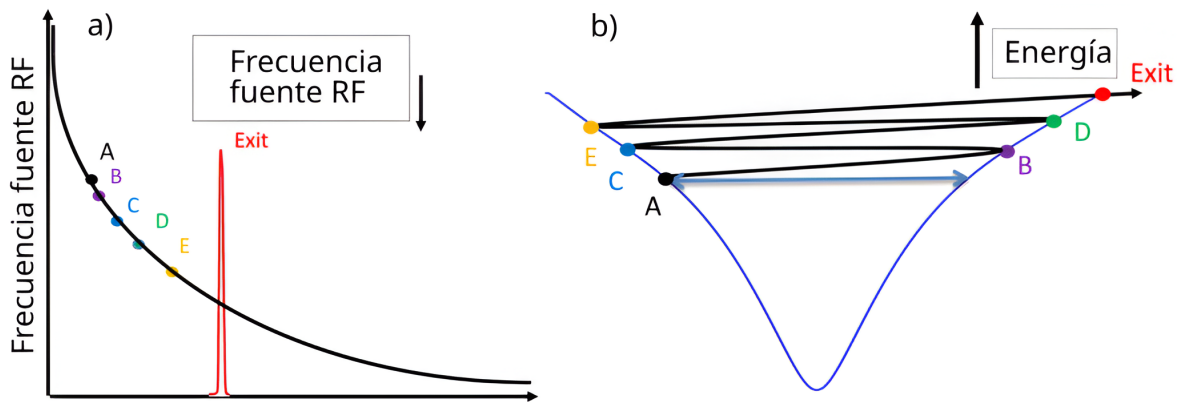 a)
Frecuencia fuente RF
Frecuencia
fuente RF
Exit
A
B
C
D
E
b)
Energía
Exit
D
E
B
C
A